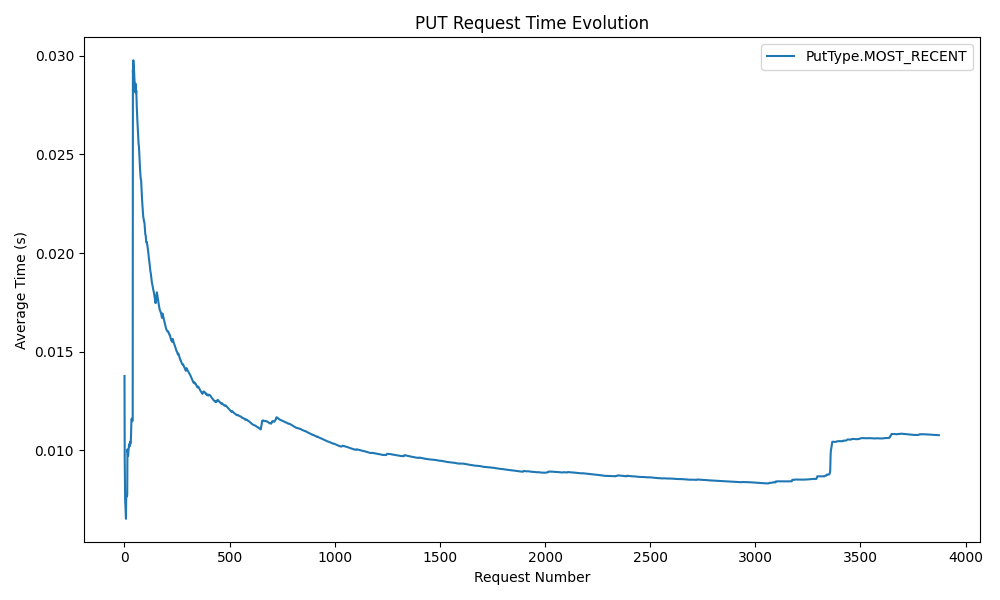 PUT Request Time Evolution
PutType.MOST_RECENT
Average Time (s)
0.030
0.025
0.020
0.015
0.010
0 500 1000 1500 2000 2500 3000 3500 4000
Request Number